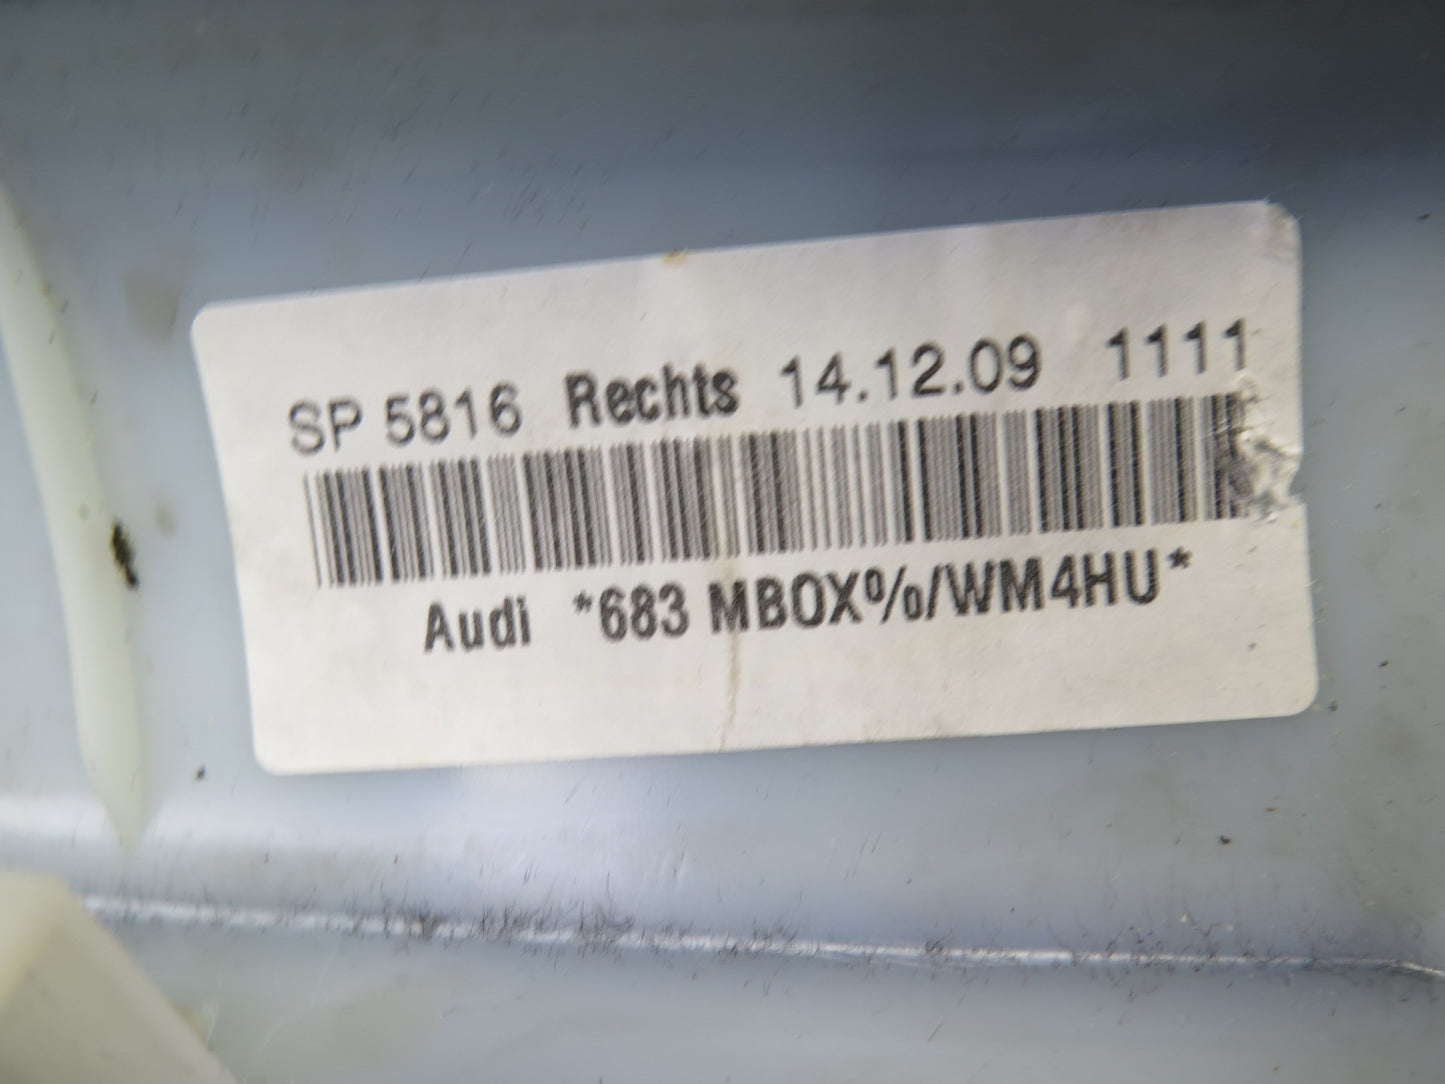 SP 5816 Rechts 14.12.09 1111
Audi *683 MBOX%/WM4HU*